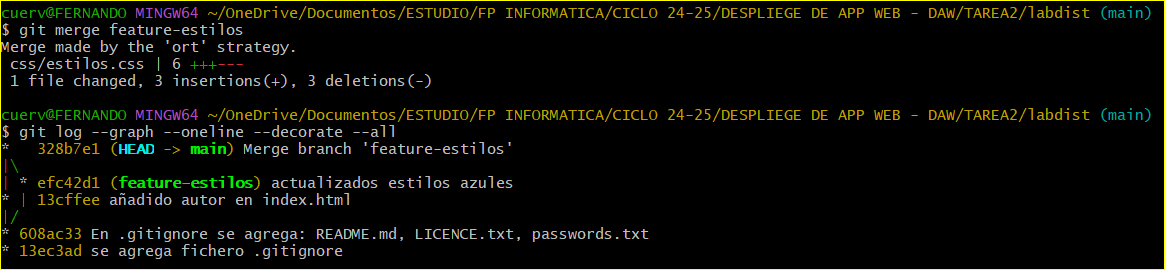 cuerv@FERNANDO MINGW64 ~/OneDrive/Documentos/ESTUDIO/FP INFORMATICA/CICLO 24-25/DESPLIEGE DE APP WEB - DAW/TAREA2/labdist (main)
$ git merge feature-estilos
Merge made by the 'ort' strategy.
 css/estilos.css | 6 +++---
 1 file changed, 3 insertions(+), 3 deletions(-)

cuerv@FERNANDO MINGW64 ~/OneDrive/Documentos/ESTUDIO/FP INFORMATICA/CICLO 24-25/DESPLIEGE DE APP WEB - DAW/TAREA2/labdist (main)
$ git log --graph --oneline --decorate --all
*   328b7e1 (HEAD -> main) Merge branch 'feature-estilos'
|\
| * efc42d1 (feature-estilos) actualizados estilos azules
* | 13cffee añadido autor en index.html
|/
* 608ac33 En .gitignore se agrega: README.md, LICENCE.txt, passwords.txt
* 13ec3ad se agrega fichero .gitignore